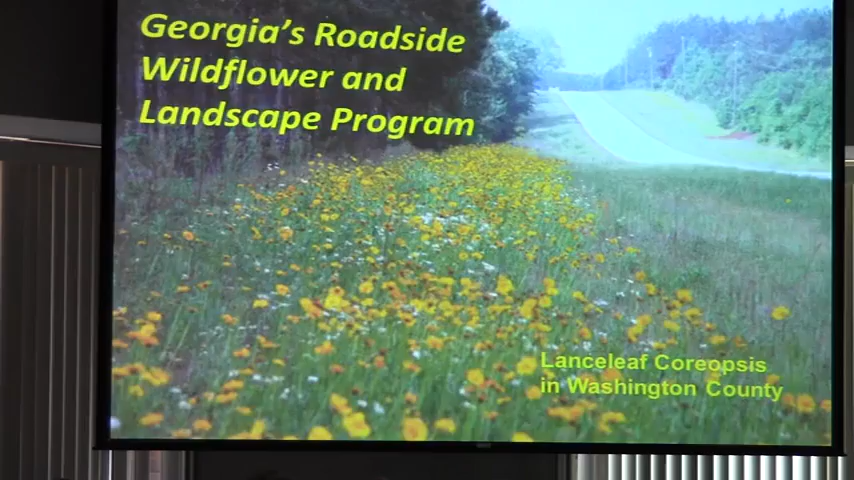 Georgia's Roadside
Wildflower and
Landscape Program
Lanceleaf Coreopsis
in Washington County